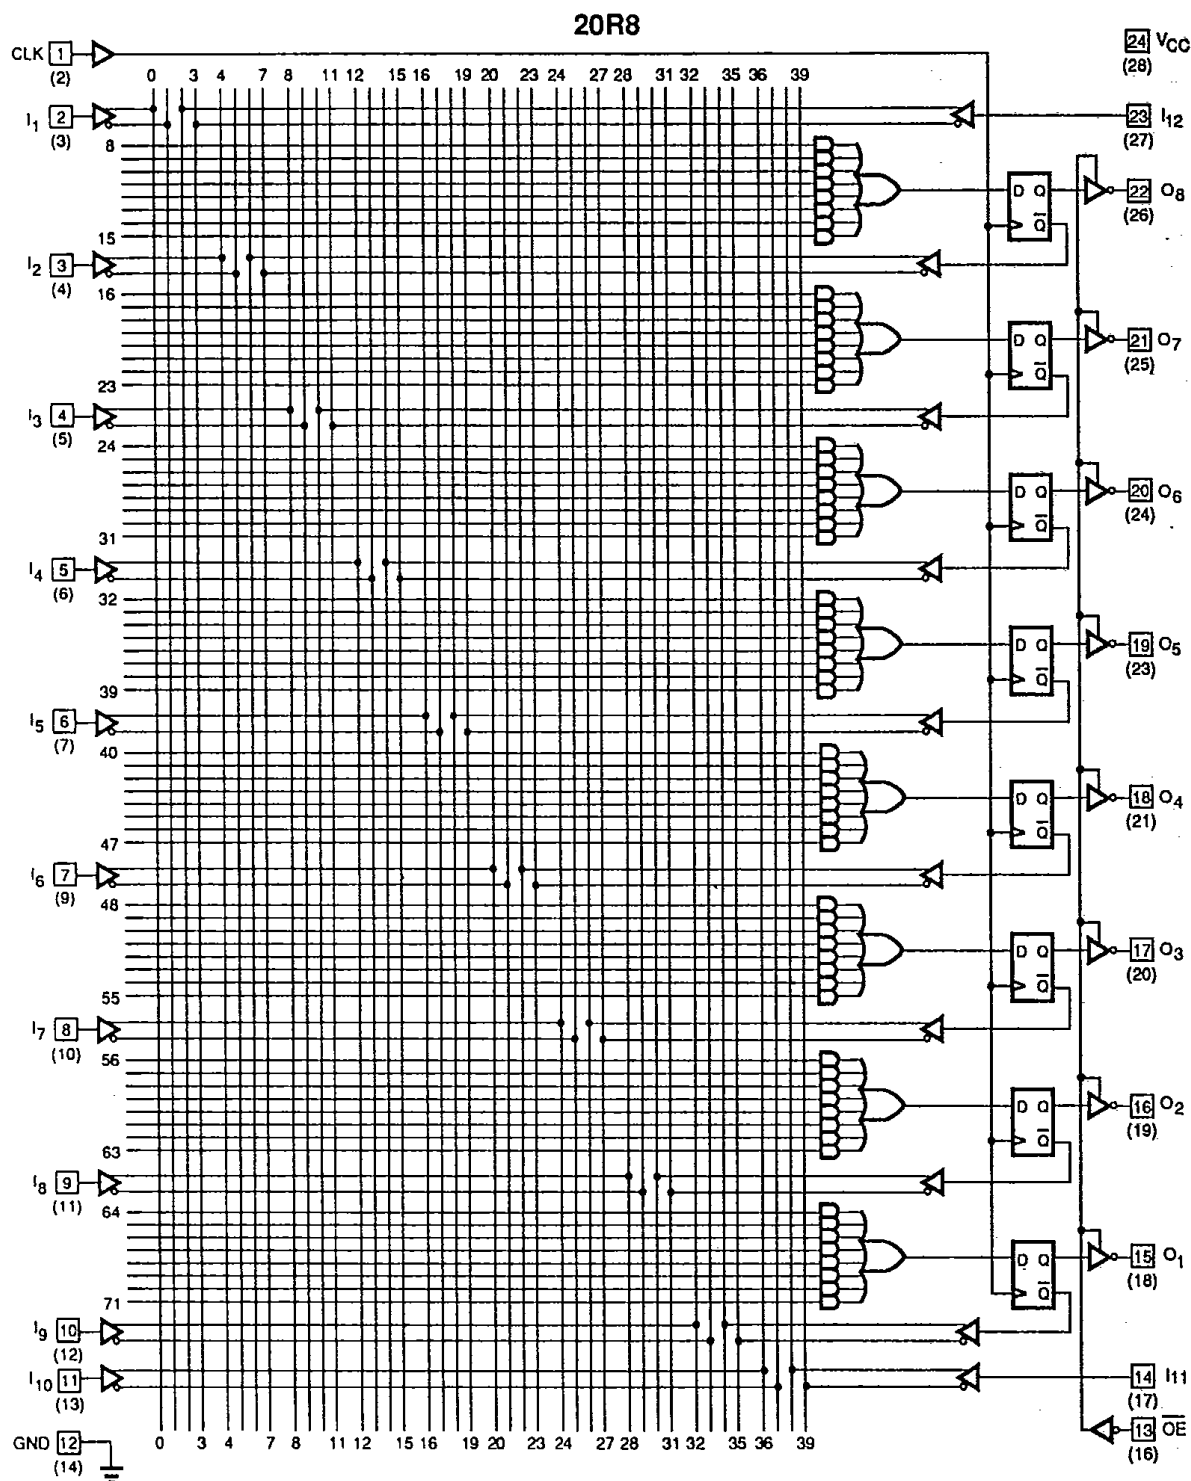 20R8
CLK 1 (2)
24 VCC (28)
0 3 4 7 8 11 12 15 16 19 20 23 24 27 28 31 32 35 36 39
I1 2 (3)
23 I12 (27)
8
D Q Q
22 O8 (26)
15
I2 3 (4)
16
D Q Q
21 O7 (25)
23
I3 4 (5)
24
D Q Q
20 O6 (24)
31
I4 5 (6)
32
D Q Q
19 O5 (23)
39
I5 6 (7)
40
D Q Q
18 O4 (21)
47
I6 7 (9)
48
D Q Q
17 O3 (20)
55
I7 8 (10)
56
D Q Q
16 O2 (19)
63
I8 9 (11)
64
D Q Q
15 O1 (18)
71
I9 10 (12)
I10 11 (13)
14 I11 (17)
13 OE (16)
GND 12 (14)
0 3 4 7 8 11 12 15 16 19 20 23 24 27 28 31 32 35 36 39